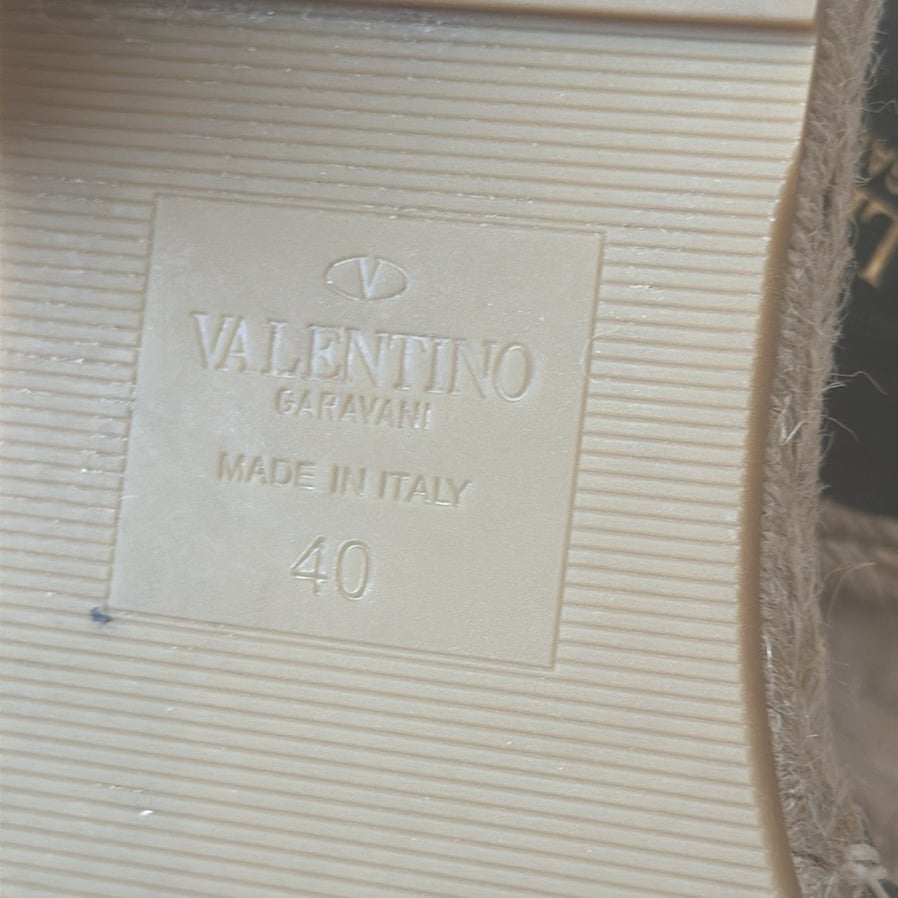 V
VALENTINO
GARAVANI
MADE IN ITALY
40